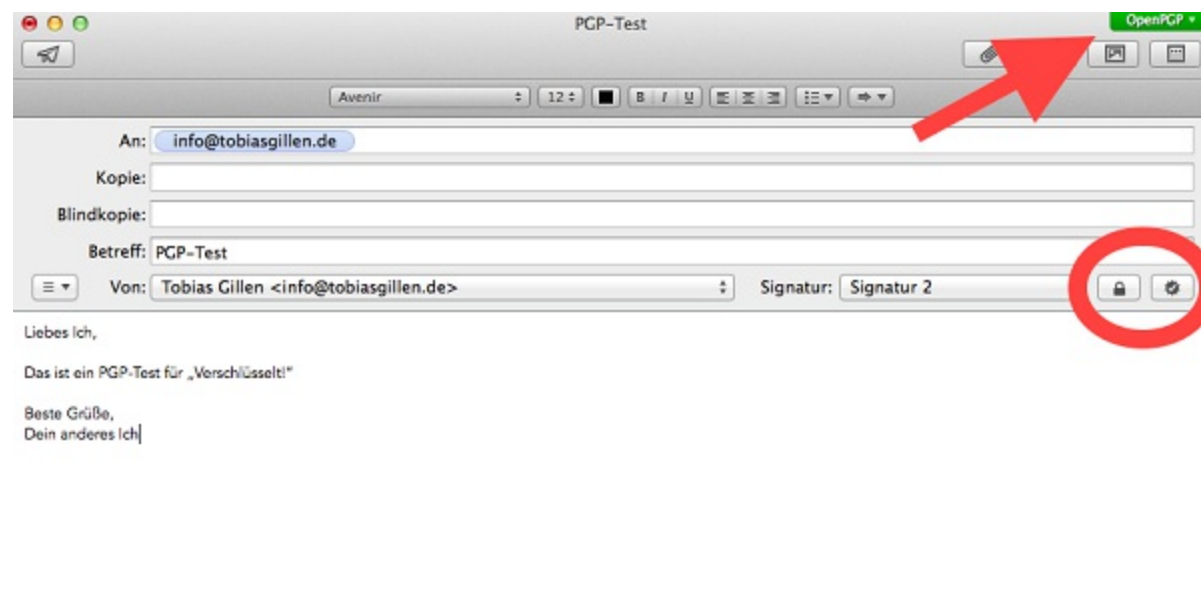 PGP-Test
OpenPGP
Avenir 12 B I U
An: info@tobiasgillen.de
Kopie:
Blindkopie:
Betreff: PGP-Test
Von: Tobias Gillen <info@tobiasgillen.de> Signatur: Signatur 2
Liebes Ich,
Das ist ein PGP-Test für „Verschlüsselt!“
Beste Grüße,
Dein anderes Ich